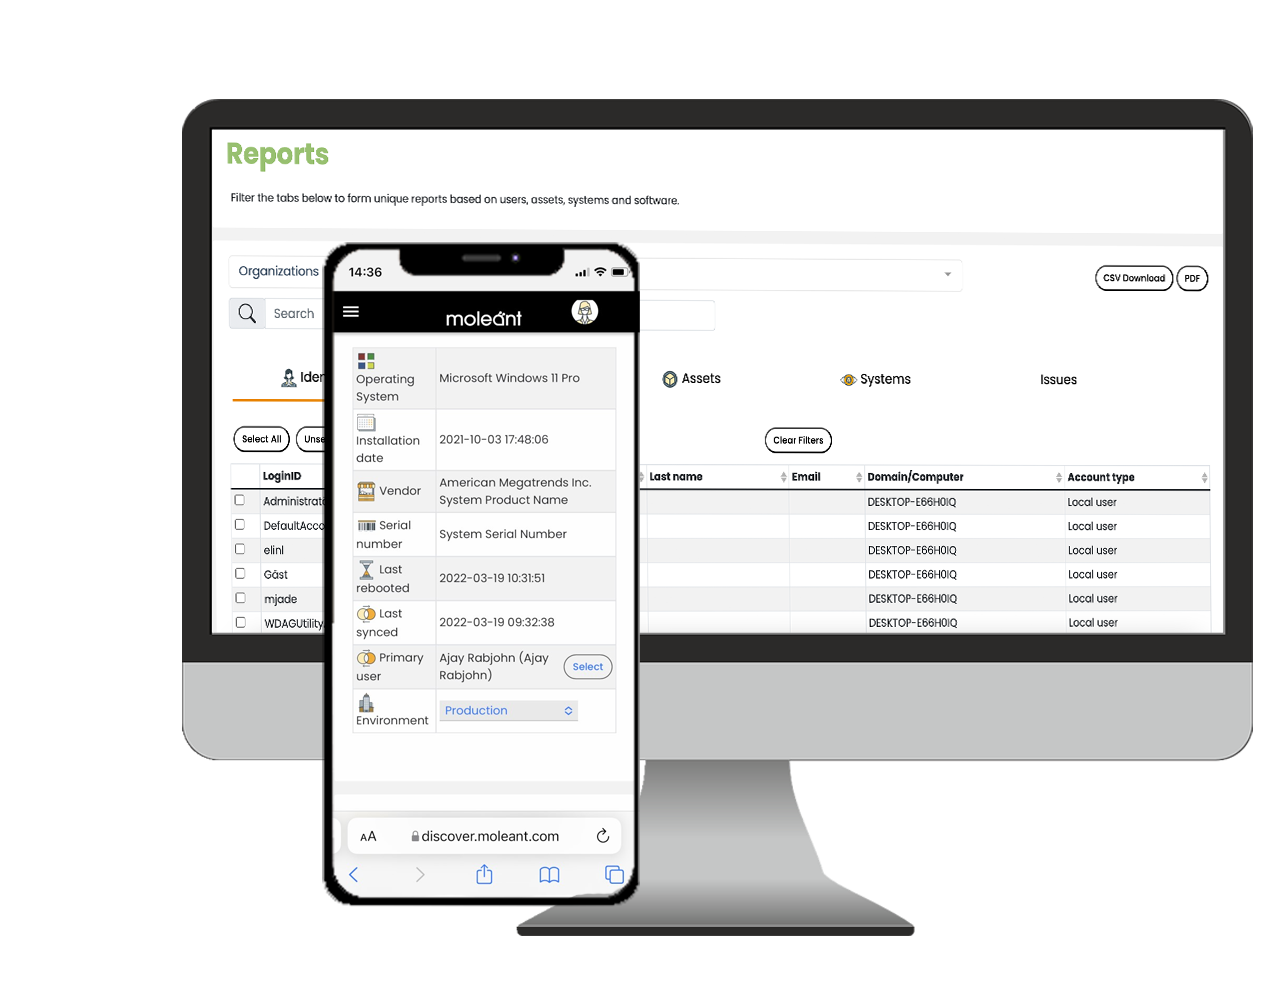 Reports
Filter the tabs below to form unique reports based on users, assets, systems and software.
Organizations
CSV Download
PDF
Search
Assets
Systems
Issues
Select All
Clear Filters
LoginID
Last name
Email
Domain/Computer
Account type
DESKTOP-E66H0IQ
Local user
DESKTOP-E66H0IQ
Local user
elinl
DESKTOP-E66H0IQ
Local user
Gäst
DESKTOP-E66H0IQ
Local user
mjade
DESKTOP-E66H0IQ
Local user
DESKTOP-E66H0IQ
Local user
14:36
moleant
Operating
System
Microsoft Windows 11 Pro
Installation
date
2021-10-03 17:48:06
Vendor
American Megatrends Inc.
System Product Name
Serial
number
System Serial Number
Last
rebooted
2022-03-19 10:31:51
Last
synced
2022-03-19 09:32:38
Primary
user
Ajay Rabjohn (Ajay
Rabjohn)
Select
Environment
Production
AA
discover.moleant.com